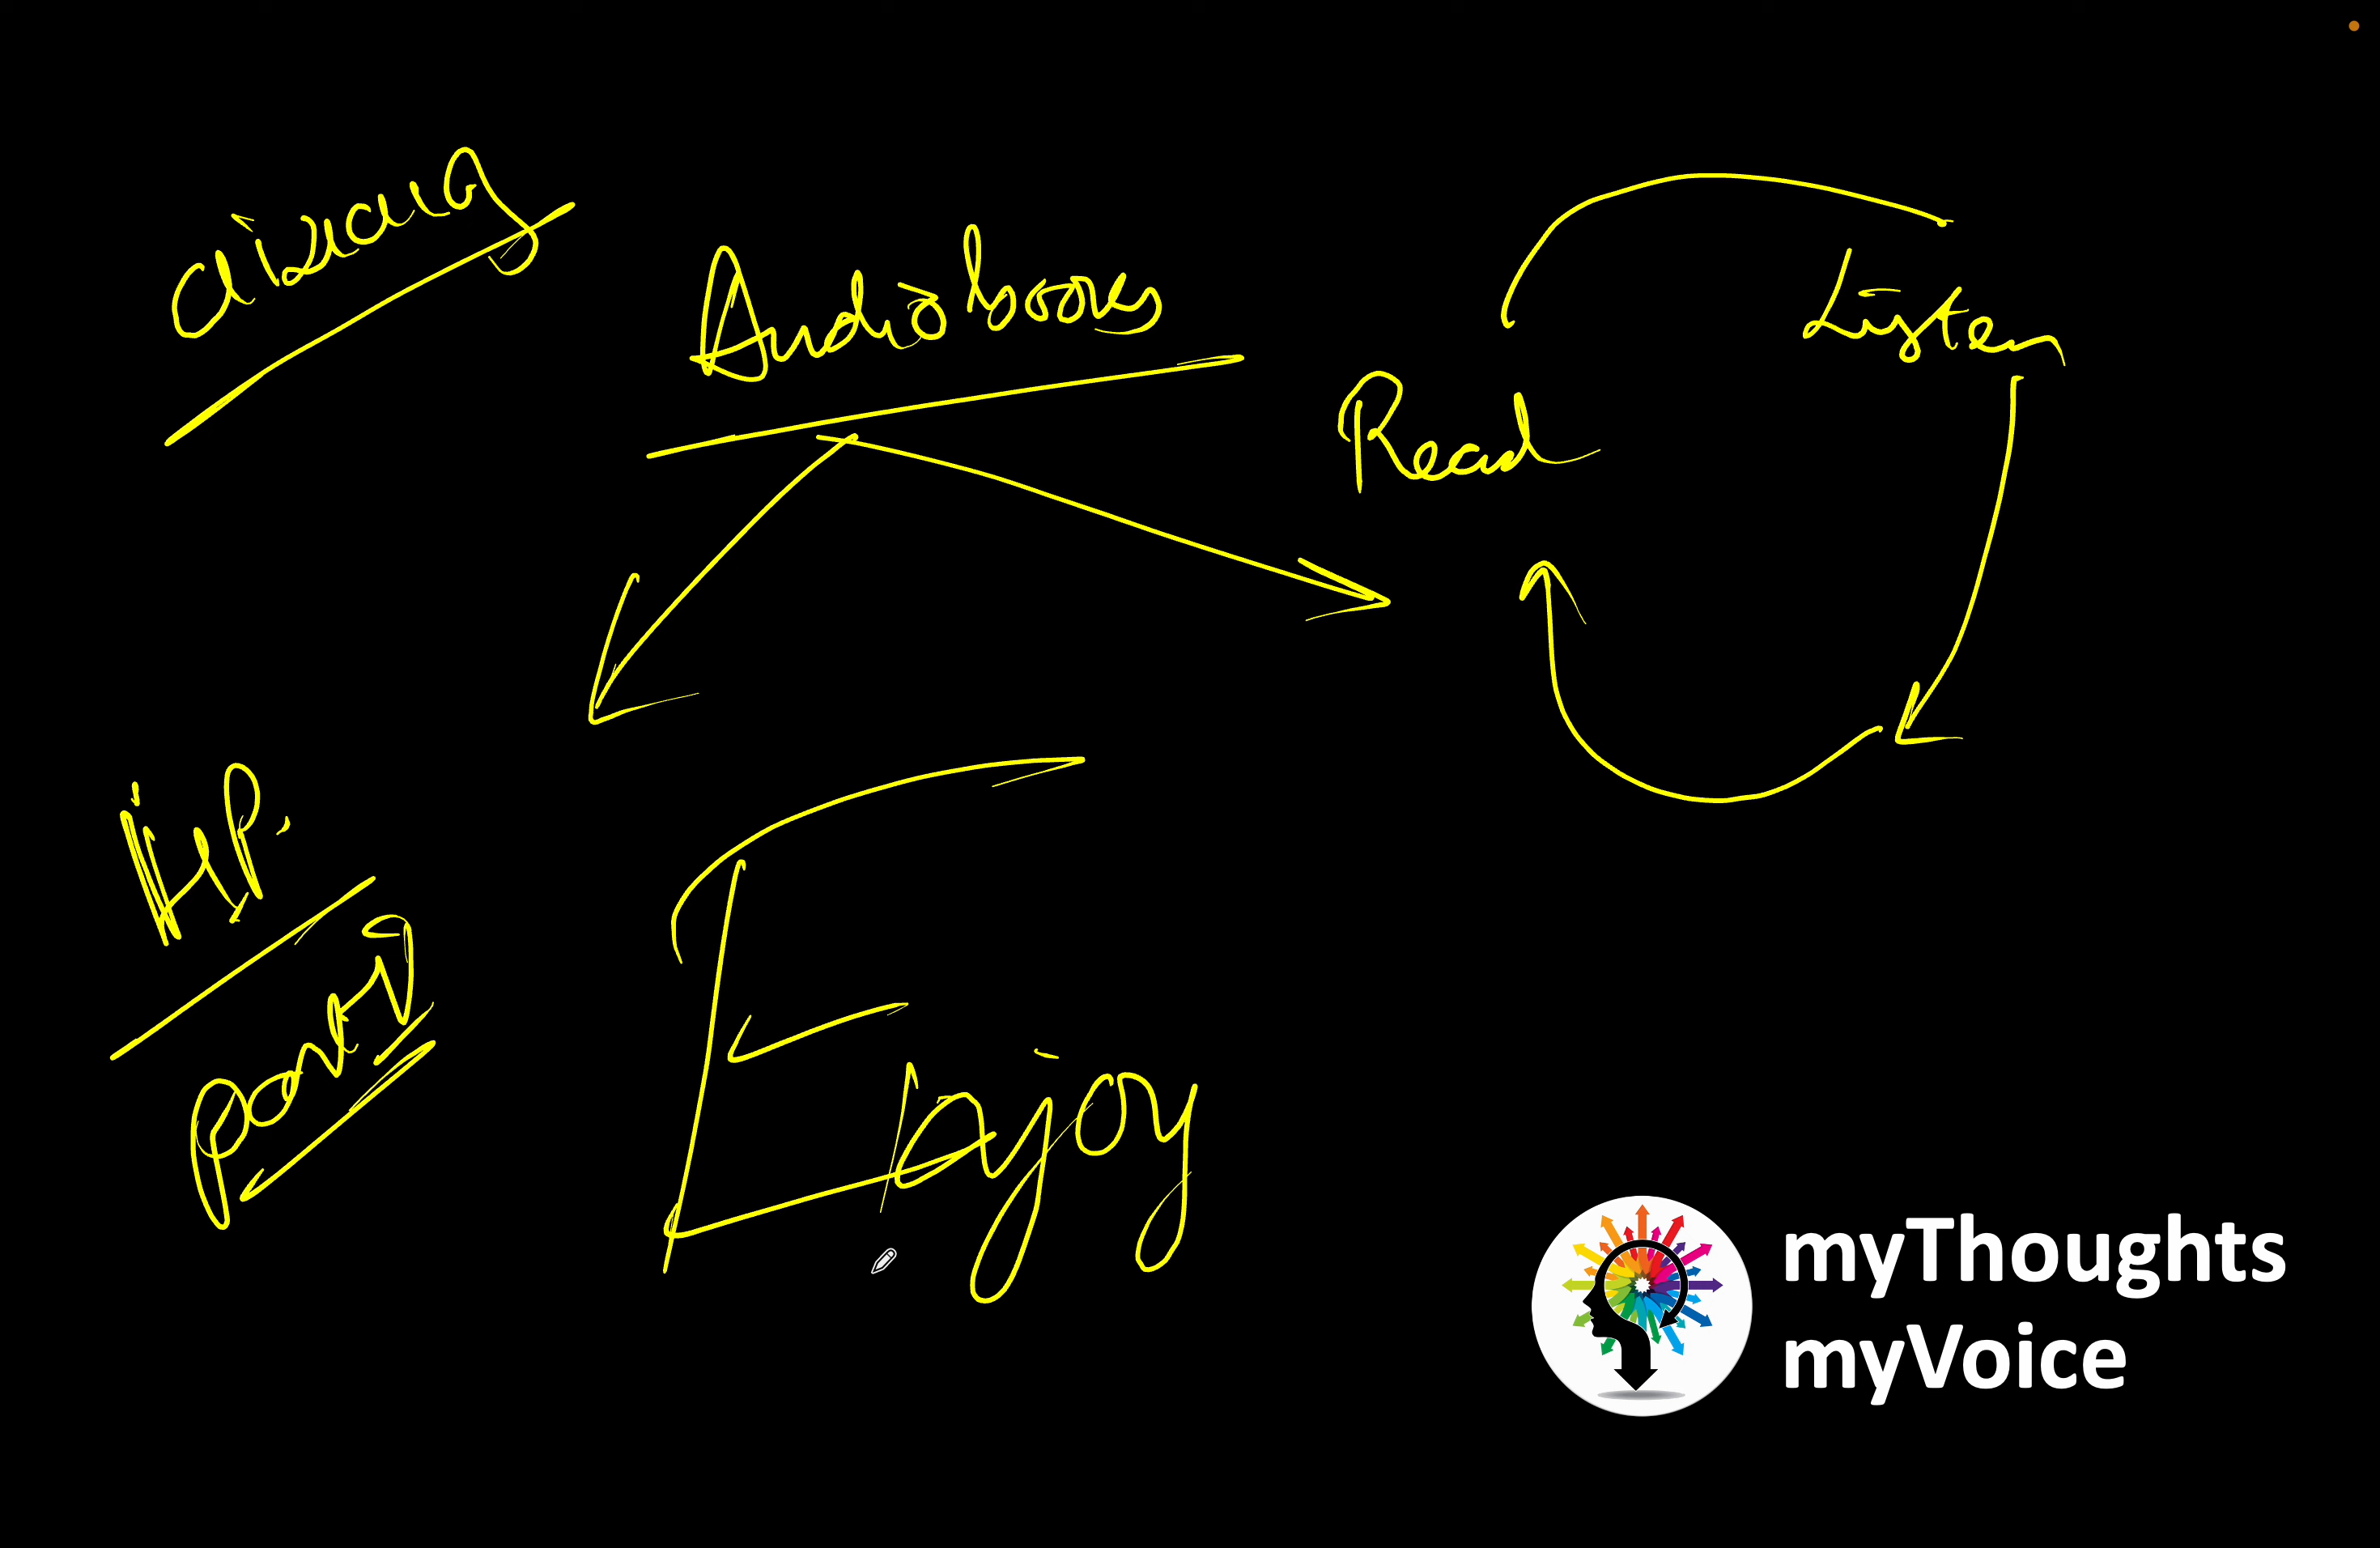 Audiobooks
Listen
Read
H.P.
Enjoy
myThoughts
myVoice